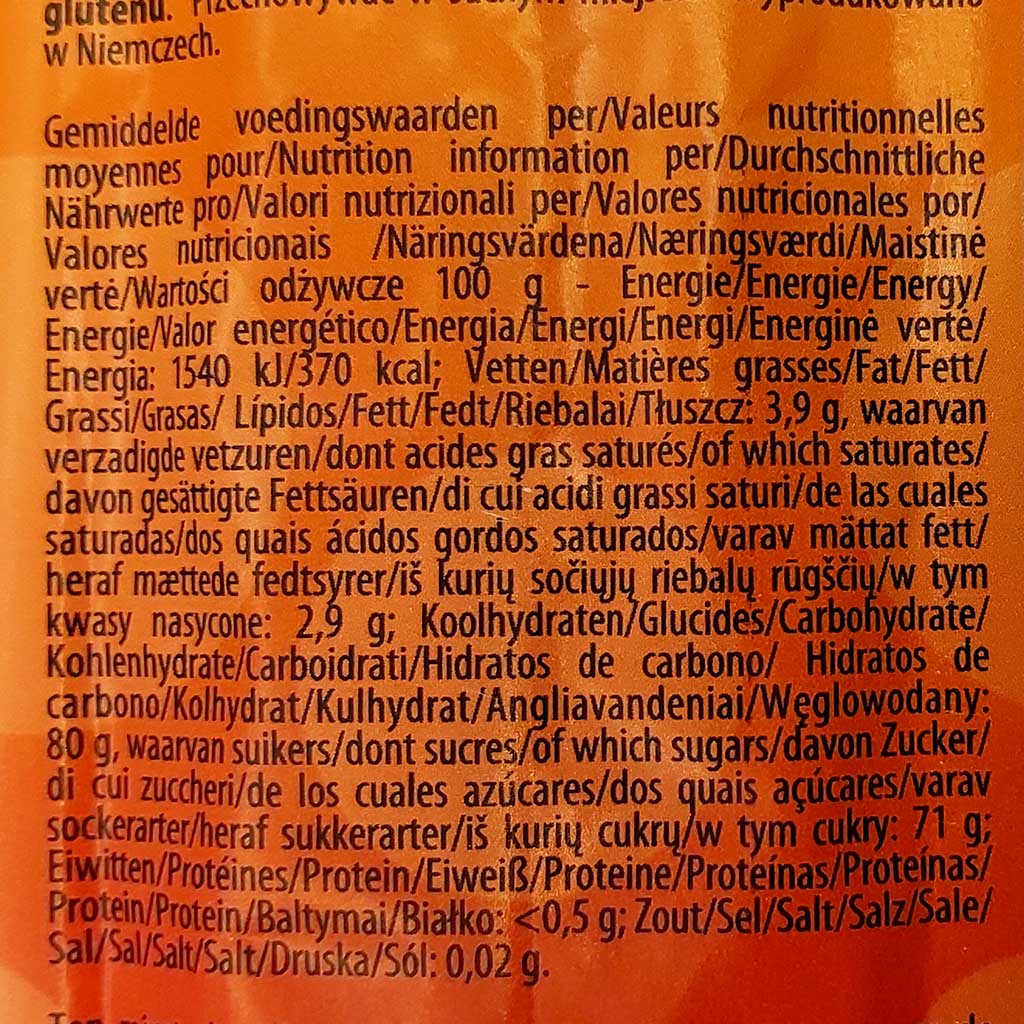 glutenu. Przechowywać w suchym miejscu. Wyprodukowano
w Niemczech.
Gemiddelde voedingswaarden per/Valeurs nutritionnelles
moyennes pour/Nutrition information per/Durchschnittliche
Nährwerte pro/Valori nutrizionali per/Valores nutricionales por/
Valores nutricionais /Näringsvärdena/Næringsværdi/Maistinė
vertė/Wartości odżywcze 100 g - Energie/Energie/Energy/
Energie/Valor energético/Energia/Energi/Energi/Energinė vertė/
Energia: 1540 kJ/370 kcal; Vetten/Matières grasses/Fat/Fett/
Grassi/Grasas/ Lípidos/Fett/Fedt/Riebalai/Tłuszcz: 3,9 g, waarvan
verzadigde vetzuren/dont acides gras saturés/of which saturates/
davon gesättigte Fettsäuren/di cui acidi grassi saturi/de las cuales
saturadas/dos quais ácidos gordos saturados/varav mättat fett/
heraf mættede fedtsyrer/iš kurių sočiųjų riebalų rūgščių/w tym
kwasy nasycone: 2,9 g; Koolhydraten/Glucides/Carbohydrate/
Kohlenhydrate/Carboidrati/Hidratos de carbono/ Hidratos de
carbono/Kolhydrat/Kulhydrat/Angliavandeniai/Węglowodany:
80 g, waarvan suikers/dont sucres/of which sugars/davon Zucker/
di cui zuccheri/de los cuales azúcares/dos quais açúcares/varav
sockerarter/heraf sukkerarter/iš kurių cukrų/w tym cukry: 71 g;
Eiwitten/Protéines/Protein/Eiweiß/Proteine/Proteínas/Proteínas/
Protein/Protein/Baltymai/Białko: <0,5 g; Zout/Sel/Salt/Salz/Sale/
Sal/Sal/Salt/Salt/Druska/Sól: 0,02 g.